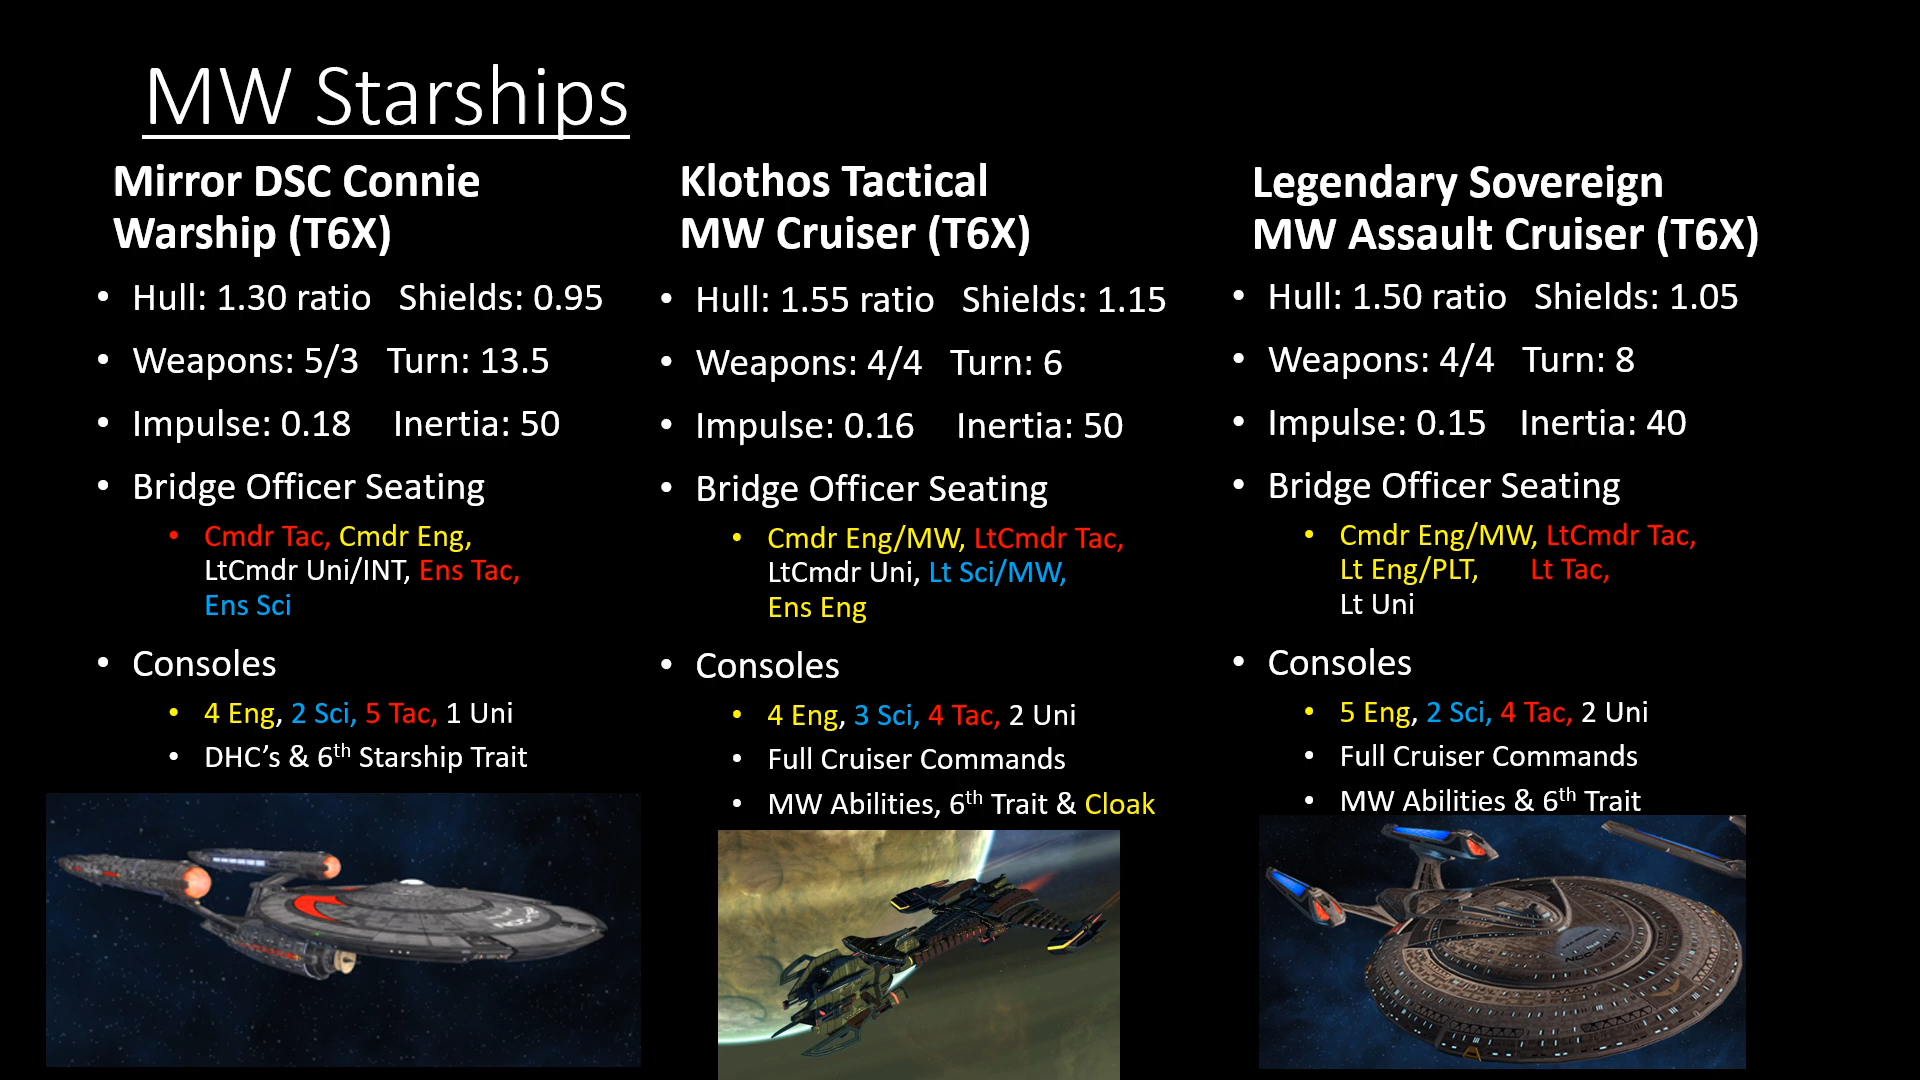 MW Starships
Mirror DSC Connie
Warship (T6X)
• Hull: 1.30 ratio Shields: 0.95
• Weapons: 5/3 Turn: 13.5
• Impulse: 0.18 Inertia: 50
• Bridge Officer Seating
• Cmdr Tac, Cmdr Eng,
LtCmdr Uni/INT, Ens Tac,
Ens Sci
• Consoles
• 4 Eng, 2 Sci, 5 Tac, 1 Uni
• DHC’s & 6th Starship Trait
Klothos Tactical
MW Cruiser (T6X)
• Hull: 1.55 ratio Shields: 1.15
• Weapons: 4/4 Turn: 6
• Impulse: 0.16 Inertia: 50
• Bridge Officer Seating
• Cmdr Eng/MW, LtCmdr Tac,
LtCmdr Uni, Lt Sci/MW,
Ens Eng
• Consoles
• 4 Eng, 3 Sci, 4 Tac, 2 Uni
• Full Cruiser Commands
• MW Abilities, 6th Trait & Cloak
Legendary Sovereign
MW Assault Cruiser (T6X)
• Hull: 1.50 ratio Shields: 1.05
• Weapons: 4/4 Turn: 8
• Impulse: 0.15 Inertia: 40
• Bridge Officer Seating
• Cmdr Eng/MW, LtCmdr Tac,
Lt Eng/PLT, Lt Tac,
Lt Uni
• Consoles
• 5 Eng, 2 Sci, 4 Tac, 2 Uni
• Full Cruiser Commands
• MW Abilities & 6th Trait